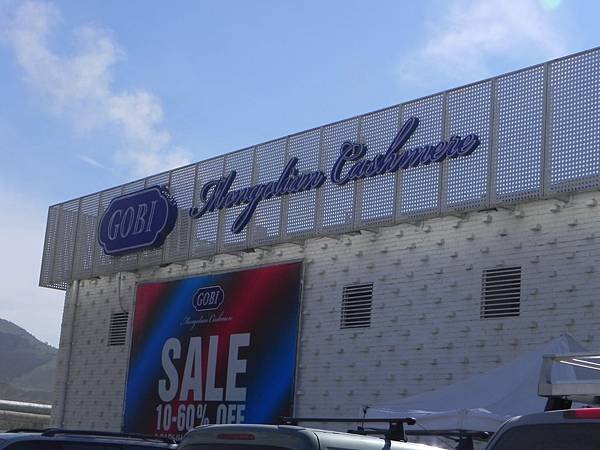 GOBI Mongolian Cashmere
GOBI
Mongolian Cashmere
SALE
10-60% OFF